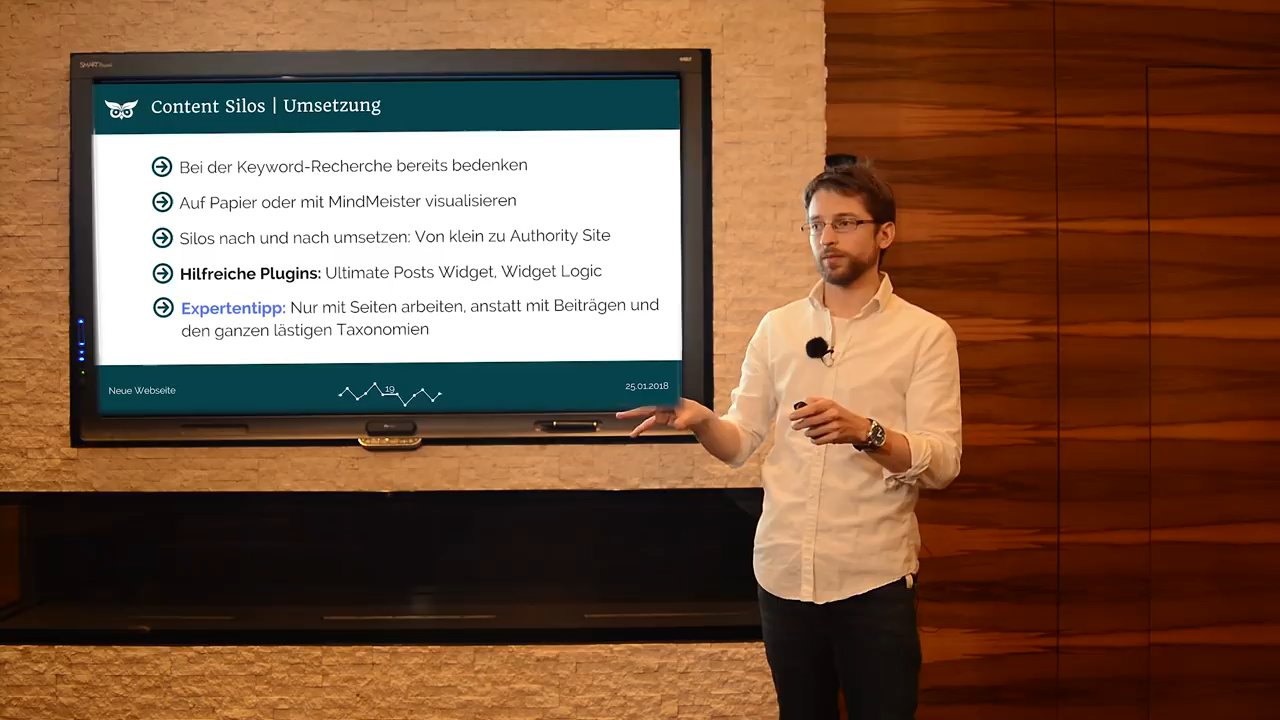 SMART Board
Content Silos | Umsetzung
Bei der Keyword-Recherche bereits bedenken
Auf Papier oder mit MindMeister visualisieren
Silos nach und nach umsetzen: Von klein zu Authority Site
Hilfreiche Plugins: Ultimate Posts Widget, Widget Logic
Expertentipp: Nur mit Seiten arbeiten, anstatt mit Beiträgen und
den ganzen lästigen Taxonomien
Neue Webseite
19
25.01.2018